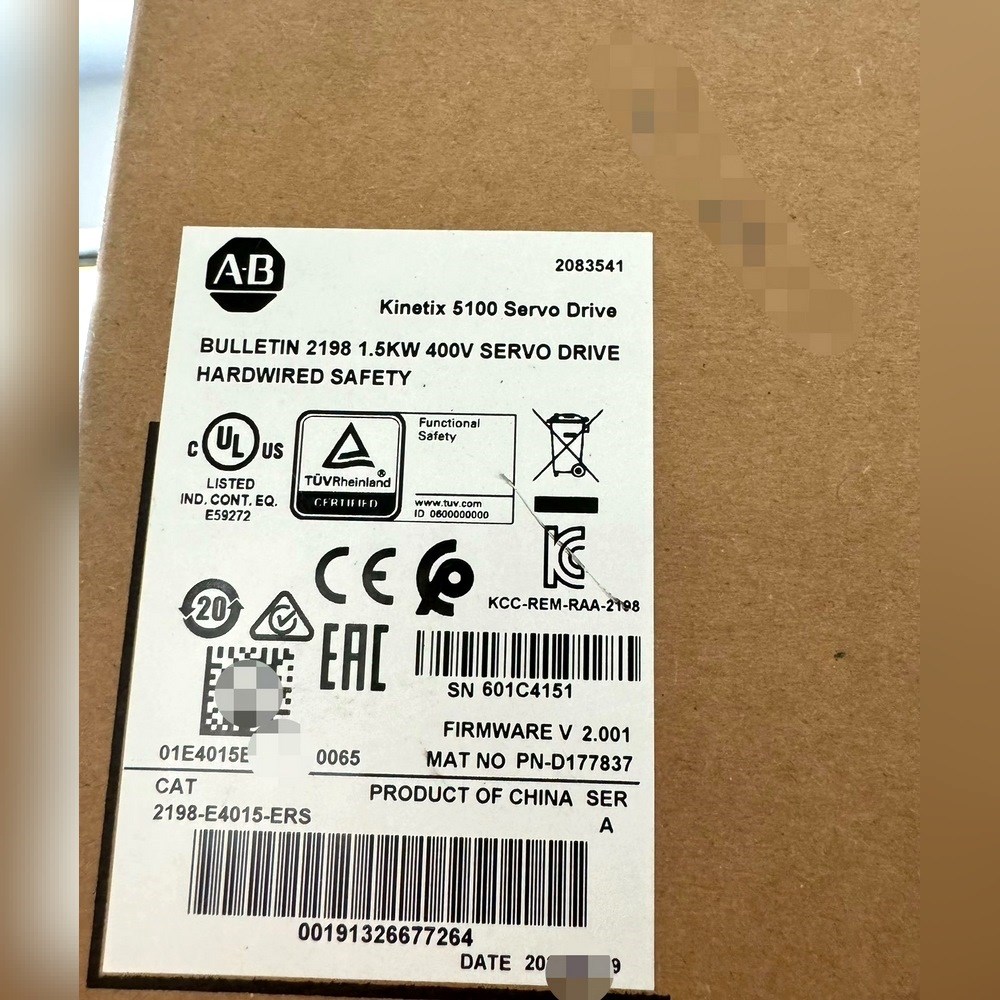 A-B
2083541
Kinetix 5100 Servo Drive
BULLETIN 2198 1.5KW 400V SERVO DRIVE
HARDWIRED SAFETY
C UL US
LISTED
IND. CONT. EQ.
E59272
TÜVRheinland®
CERTIFIED
Functional
Safety
www.tuv.com
ID 0600000000
KC
KCC-REM-RAA-2198
CE
20
EAC
SN 601C4151
FIRMWARE V 2.001
0065
MAT NO PN-D177837
CAT
2198-E4015-ERS
PRODUCT OF CHINA SER
A
00191326677264
DATE